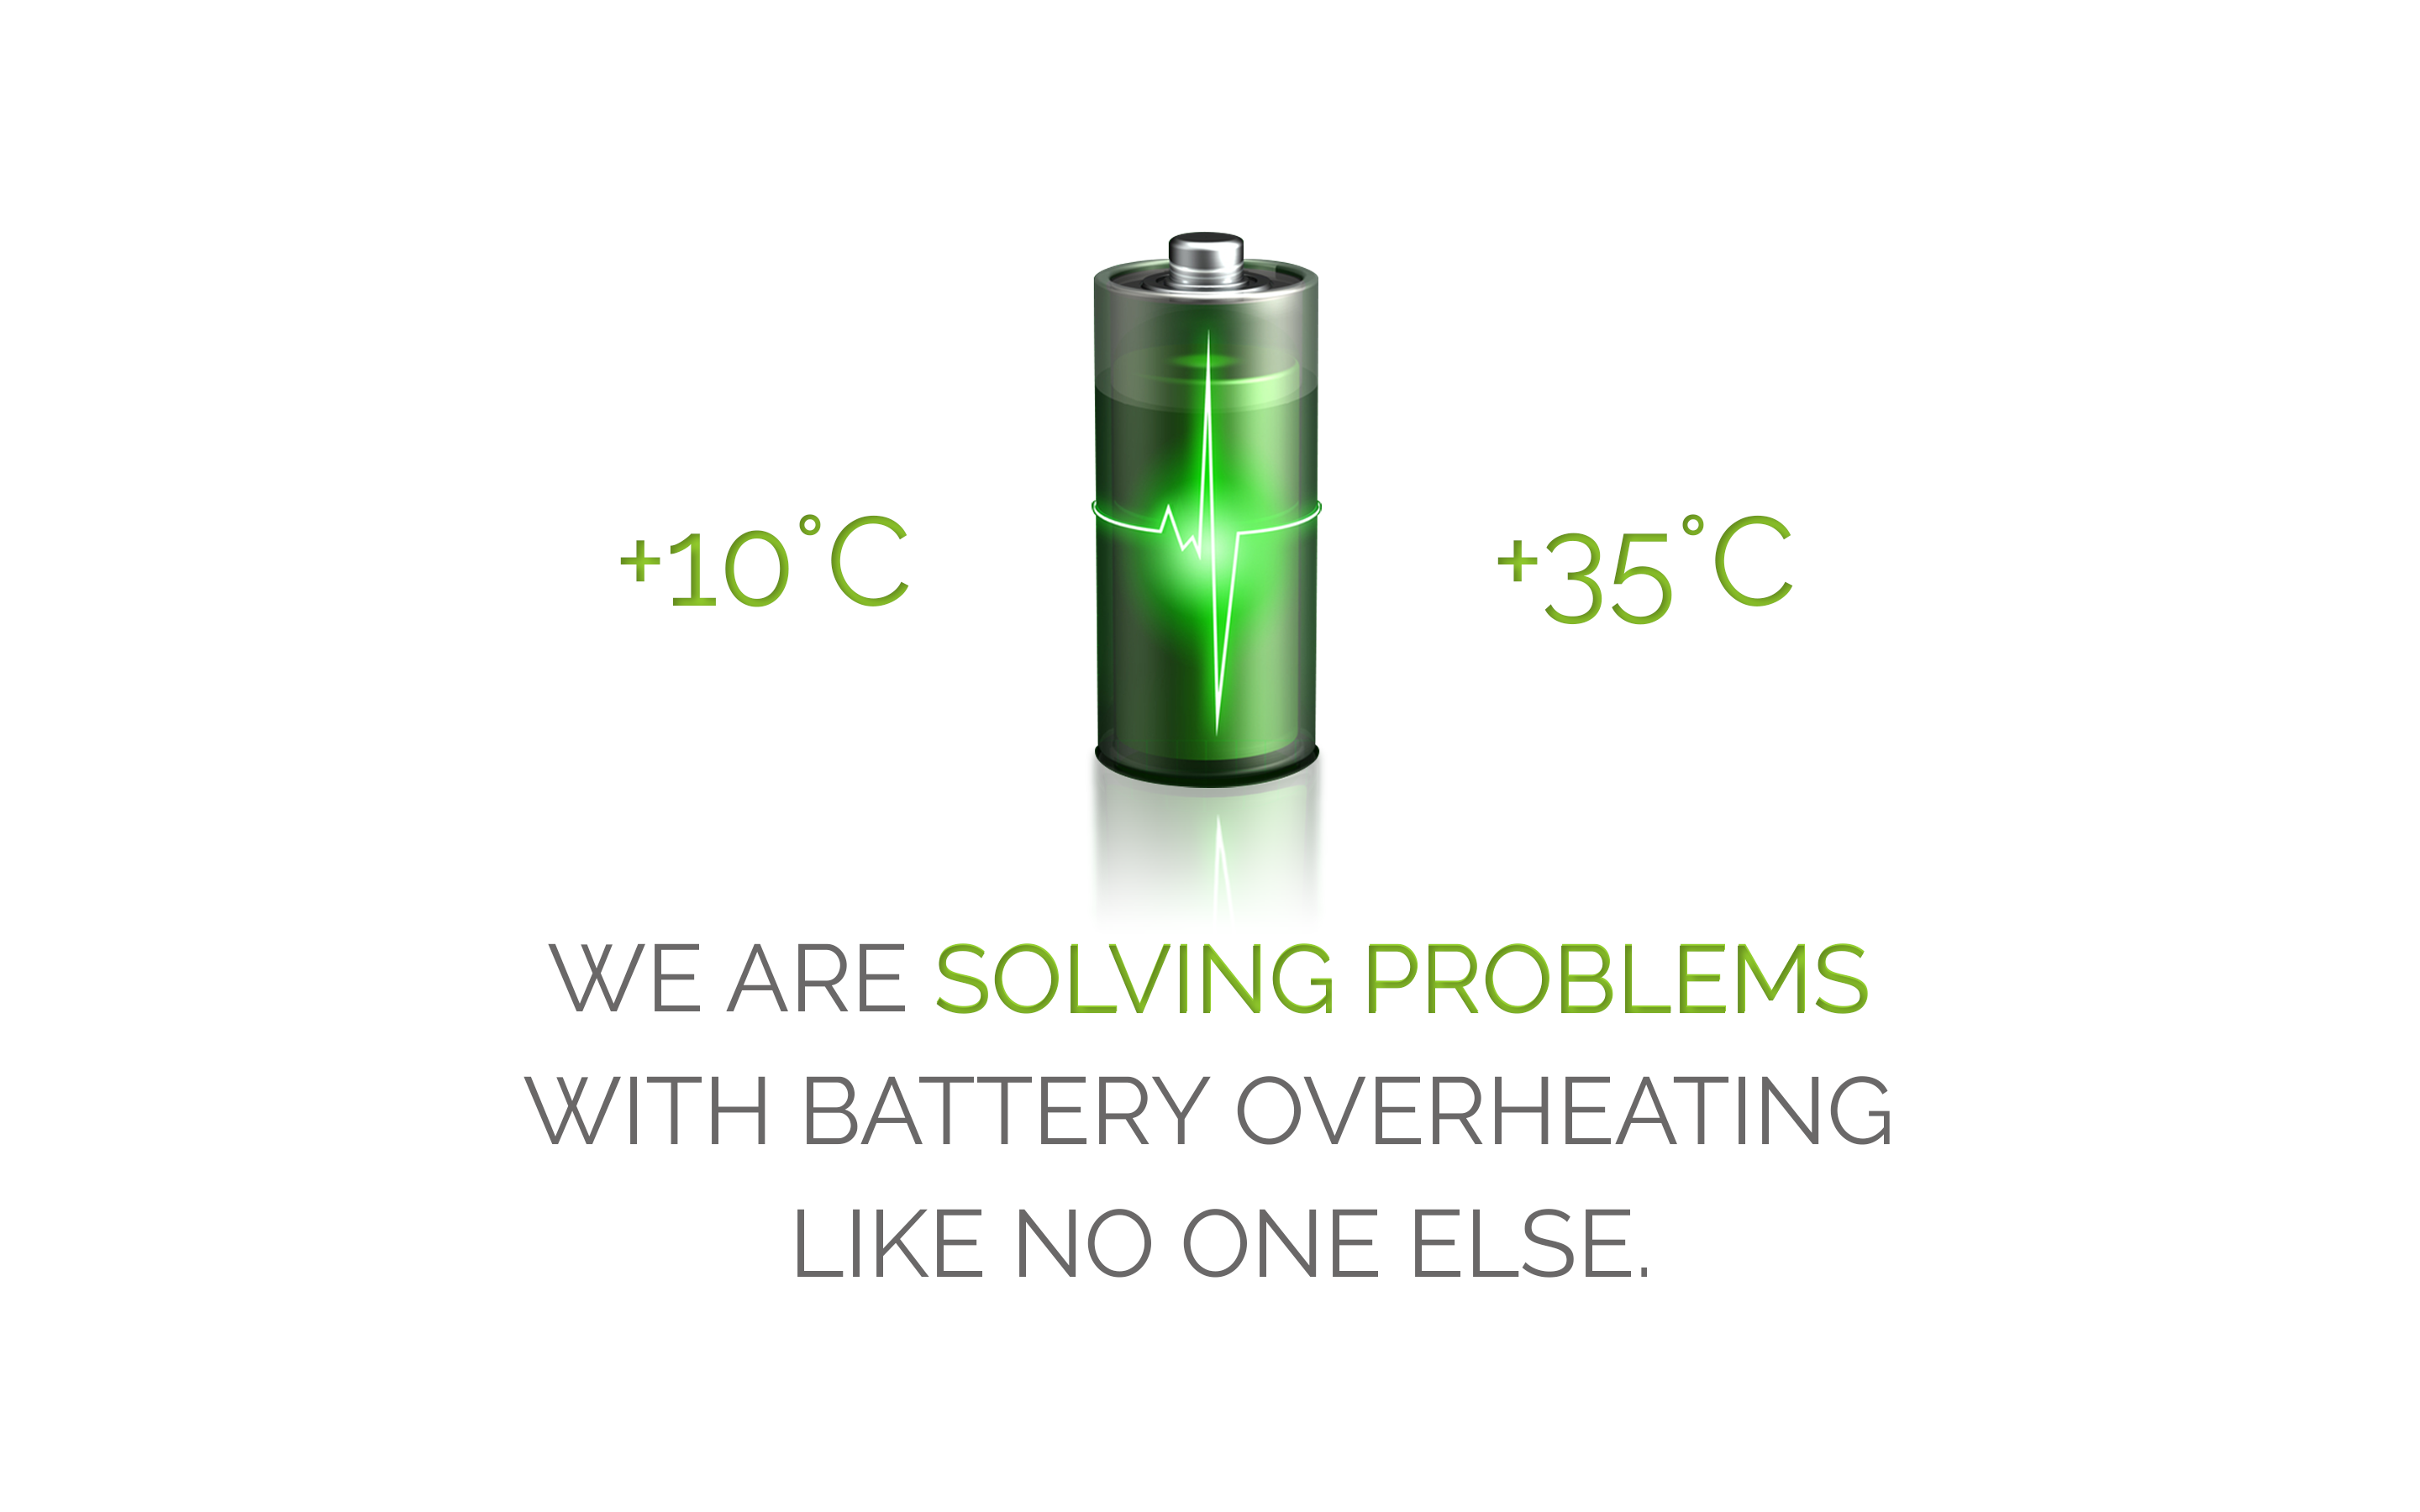 +10°C
+35°C
WE ARE SOLVING PROBLEMS
WITH BATTERY OVERHEATING
LIKE NO ONE ELSE.